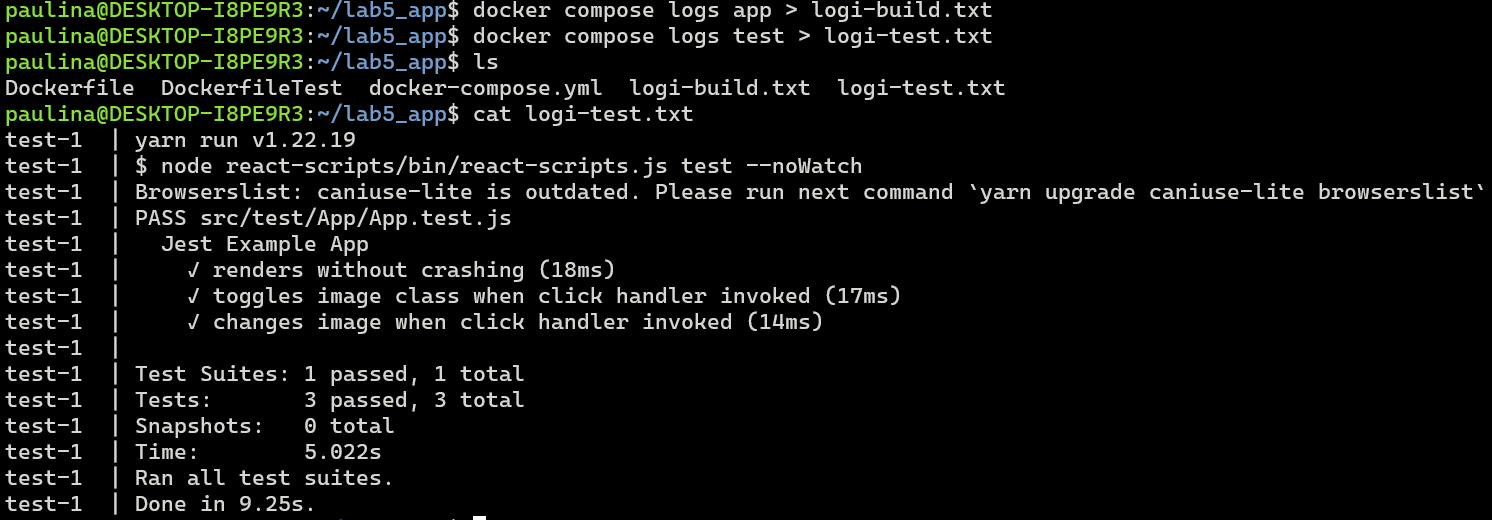 paulina@DESKTOP-I8PE9R3:~/lab5_app$ docker compose logs app > logi-build.txt
paulina@DESKTOP-I8PE9R3:~/lab5_app$ docker compose logs test > logi-test.txt
paulina@DESKTOP-I8PE9R3:~/lab5_app$ ls
Dockerfile  DockerfileTest  docker-compose.yml  logi-build.txt  logi-test.txt
paulina@DESKTOP-I8PE9R3:~/lab5_app$ cat logi-test.txt
test-1  | yarn run v1.22.19
test-1  | $ node react-scripts/bin/react-scripts.js test --noWatch
test-1  | Browserslist: caniuse-lite is outdated. Please run next command `yarn upgrade caniuse-lite browserslist`
test-1  | PASS src/test/App/App.test.js
test-1  |   Jest Example App
test-1  |     ✓ renders without crashing (18ms)
test-1  |     ✓ toggles image class when click handler invoked (17ms)
test-1  |     ✓ changes image when click handler invoked (14ms)
test-1  |
test-1  | Test Suites: 1 passed, 1 total
test-1  | Tests:       3 passed, 3 total
test-1  | Snapshots:   0 total
test-1  | Time:        5.022s
test-1  | Ran all test suites.
test-1  | Done in 9.25s.